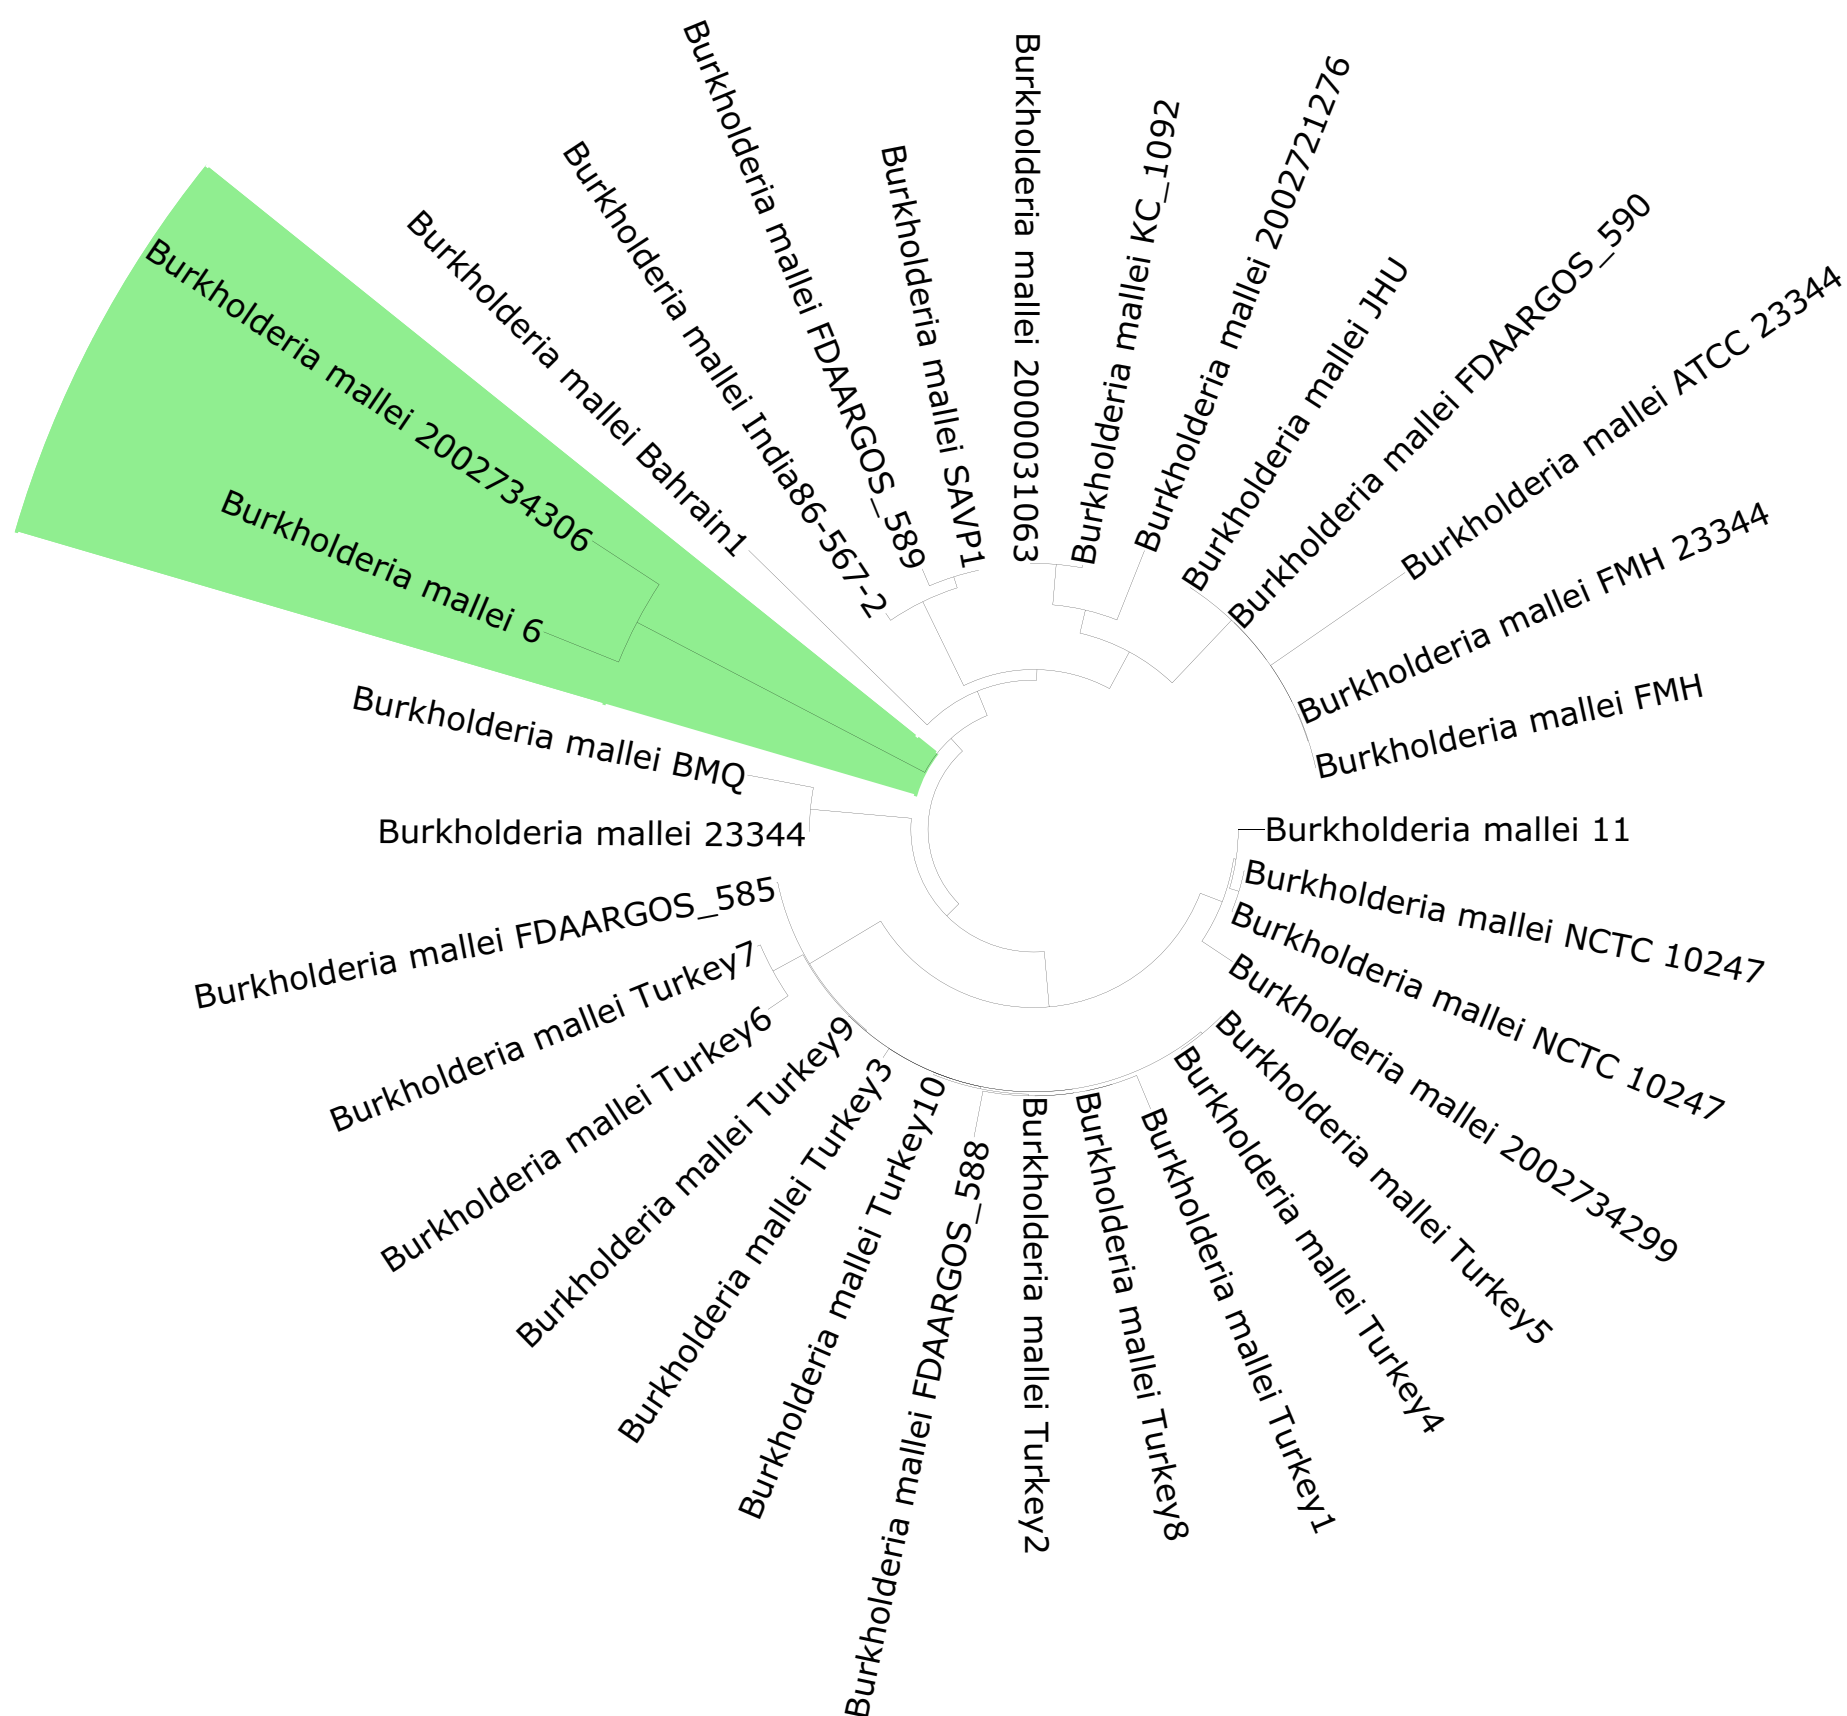 Burkholderia mallei 2000031063
Burkholderia mallei KC_1092
Burkholderia mallei 2002721276
Burkholderia mallei JHU
Burkholderia mallei FDAARGOS_590
Burkholderia mallei ATCC 23344
Burkholderia mallei FMH 23344
Burkholderia mallei FMH
Burkholderia mallei 11
Burkholderia mallei NCTC 10247
Burkholderia mallei NCTC 10247
Burkholderia mallei 2002734299
Burkholderia mallei Turkey5
Burkholderia mallei Turkey4
Burkholderia mallei Turkey1
Burkholderia mallei Turkey8
Burkholderia mallei Turkey2
Burkholderia mallei FDAARGOS_588
Burkholderia mallei Turkey10
Burkholderia mallei Turkey3
Burkholderia mallei Turkey9
Burkholderia mallei Turkey6
Burkholderia mallei Turkey7
Burkholderia mallei FDAARGOS_585
Burkholderia mallei 23344
Burkholderia mallei BMQ
Burkholderia mallei 6
Burkholderia mallei 2002734306
Burkholderia mallei Bahrain1
Burkholderia mallei India86-567-2
Burkholderia mallei FDAARGOS_589
Burkholderia mallei SAVP1